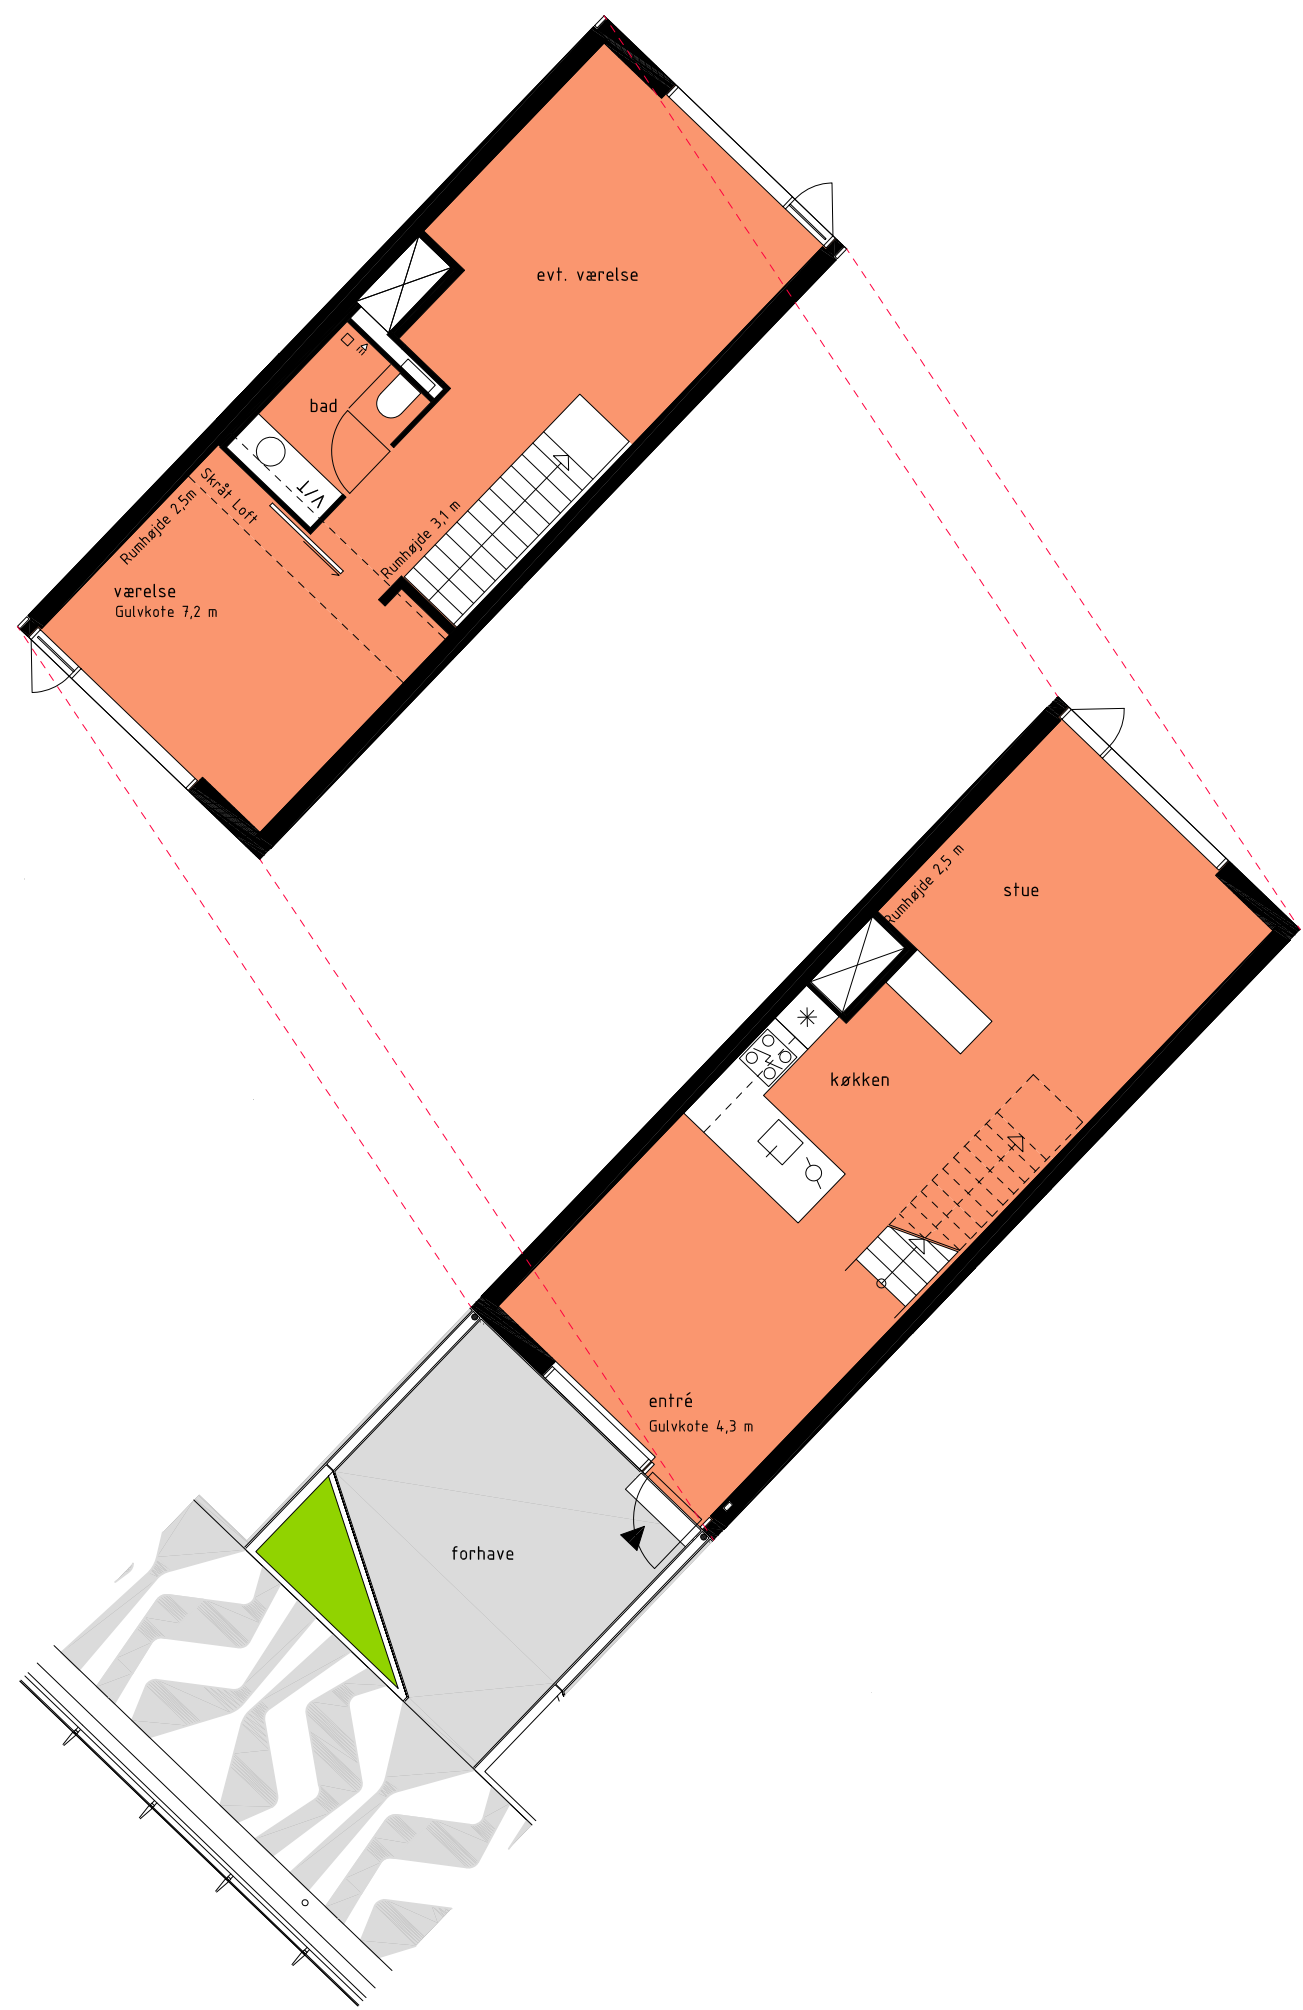 evt. værelse
bad
V/T
Skråt Loft
Rumhøjde 2,5m
Rumhøjde 3,1 m
værelse
Gulvkote 7,2 m
Rumhøjde 2,5 m
stue
køkken
entré
Gulvkote 4,3 m
forhave